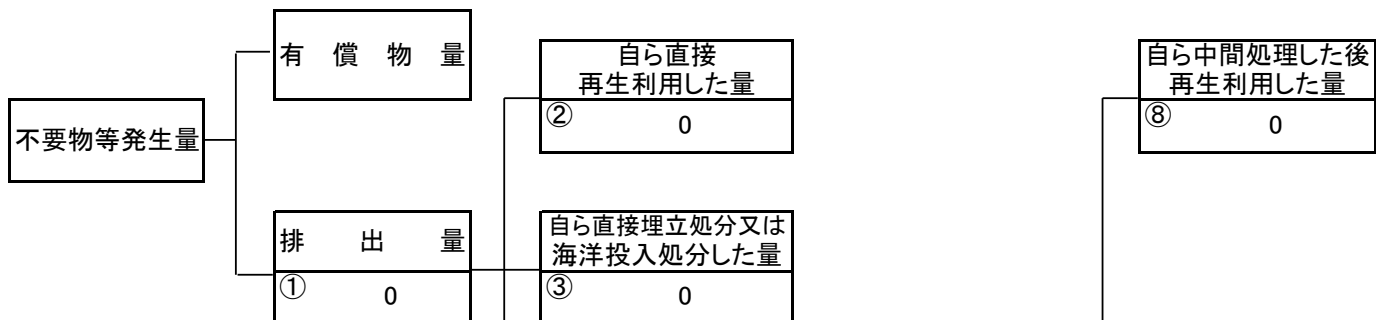 有償物量
自ら直接
再生利用した量
② 0
自ら中間処理した後
再生利用した量
⑧ 0
不要物等発生量
排出量
① 0
自ら直接埋立処分又は
海洋投入処分した量
③ 0